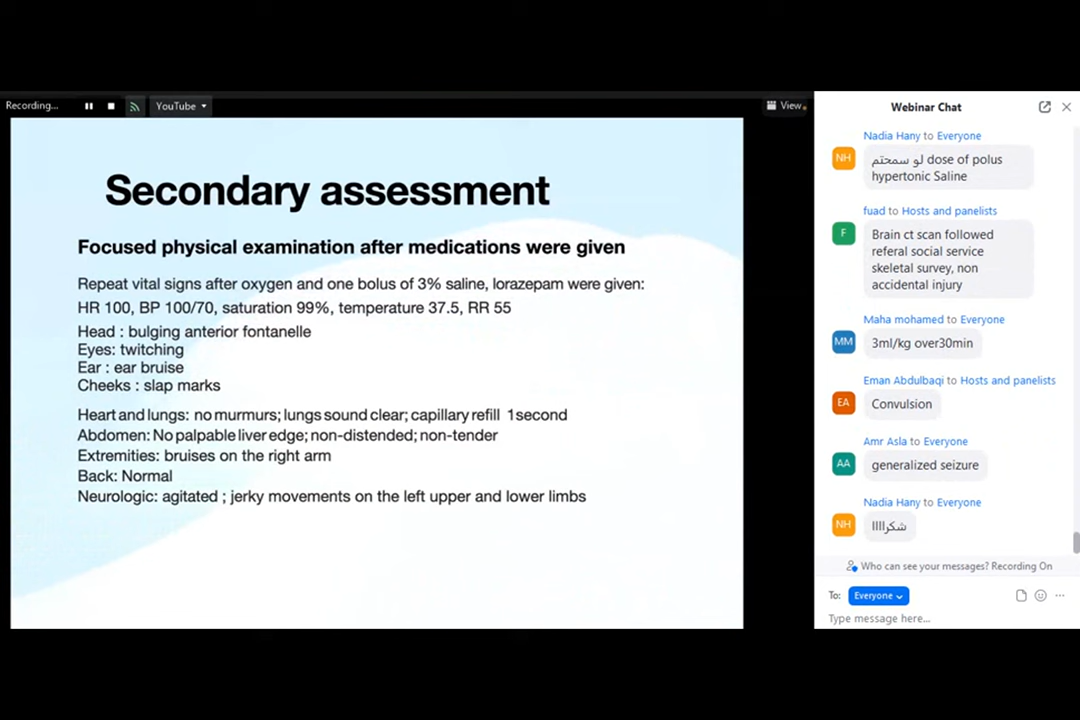 Recording...
YouTube
View
Secondary assessment
Focused physical examination after medications were given
Repeat vital signs after oxygen and one bolus of 3% saline, lorazepam were given:
HR 100, BP 100/70, saturation 99%, temperature 37.5, RR 55
Head : bulging anterior fontanelle
Eyes: twitching
Ear : ear bruise
Cheeks : slap marks
Heart and lungs: no murmurs; lungs sound clear; capillary refill 1second
Abdomen: No palpable liver edge; non-distended; non-tender
Extremities: bruises on the right arm
Back: Normal
Neurologic: agitated ; jerky movements on the left upper and lower limbs
Webinar Chat
Nadia Hany to Everyone
NH
لو سمحتم dose of polus
hypertonic Saline
fuad to Hosts and panelists
F
Brain ct scan followed
referal social service
skeletal survey, non
accidental injury
Maha mohamed to Everyone
MM
3ml/kg over30min
Eman Abdulbaqi to Hosts and panelists
EA
Convulsion
Amr Asla to Everyone
AA
generalized seizure
Nadia Hany to Everyone
NH
شكراااا
Who can see your messages? Recording On
To: Everyone
Type message here...